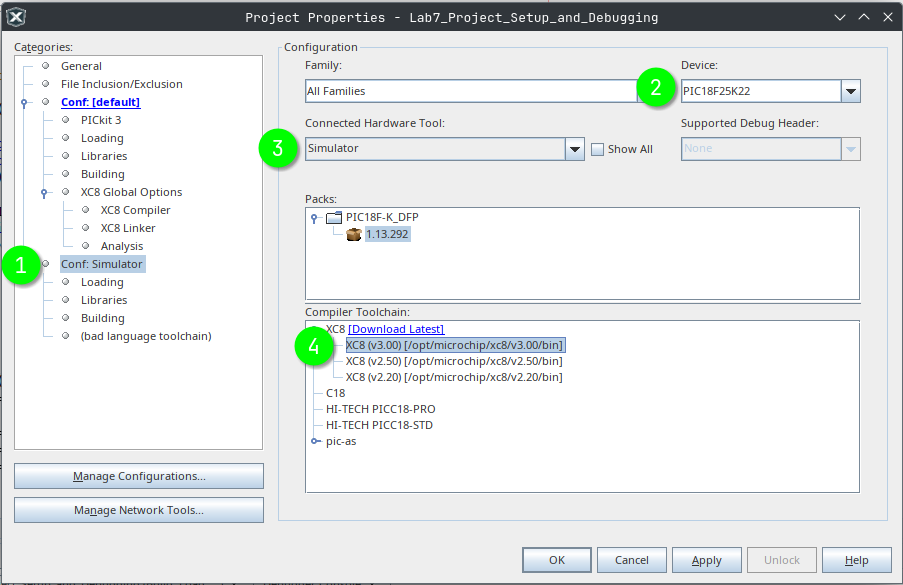 Project Properties - Lab7_Project_Setup_and_Debugging
Categories:
General
File Inclusion/Exclusion
Conf: [default]
PICkit 3
Loading
Libraries
Building
XC8 Global Options
XC8 Compiler
XC8 Linker
Analysis
1
Conf: Simulator
Loading
Libraries
Building
(bad language toolchain)
Manage Configurations...
Manage Network Tools...
Configuration
Family:
All Families
2
Device:
PIC18F25K22
Connected Hardware Tool:
3
Simulator
Show All
Supported Debug Header:
None
Packs:
PIC18F-K_DFP
1.13.292
Compiler Toolchain:
XC8 [Download Latest]
4
XC8 (v3.00) [/opt/microchip/xc8/v3.00/bin]
XC8 (v2.50) [/opt/microchip/xc8/v2.50/bin]
XC8 (v2.20) [/opt/microchip/xc8/v2.20/bin]
C18
HI-TECH PICC18-PRO
HI-TECH PICC18-STD
pic-as
OK
Cancel
Apply
Unlock
Help